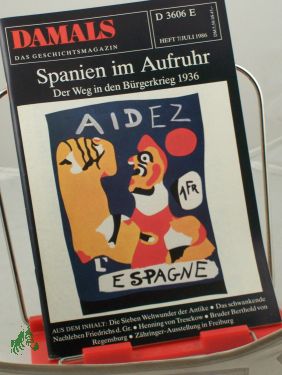 DAMALS
DAS GESCHICHTSMAGAZIN
D 3606 E
HEFT 7/JULI 1986
Spanien im Aufruhr
Der Weg in den Bürgerkrieg 1936
AIDEZ
1FR
L'ESPAGNE
AUS DEM INHALT: Die Sieben Weltwunder der Antike • Das schwankende
Nachleben Friedrichs d. Gr. • Henning von Tresckow • Bruder Berthold von
Regensburg • Zähringer-Ausstellung in Freiburg